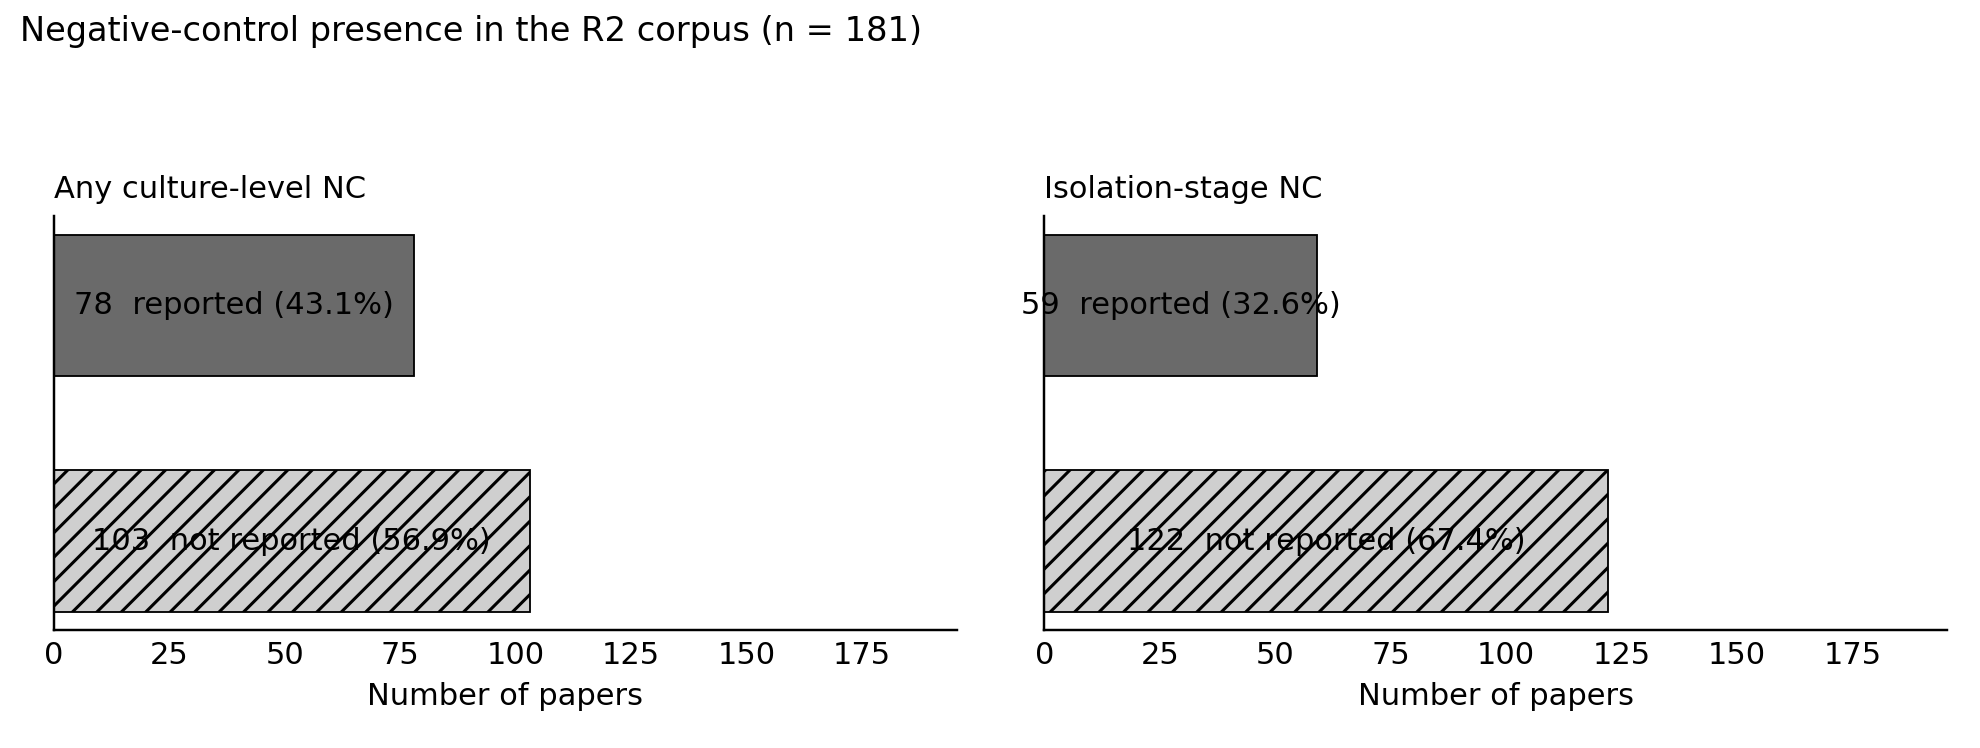 Negative-control presence in the R2 corpus (n = 181)
Any culture-level NC
78  reported (43.1%)
103  not reported (56.9%)
0 25 50 75 100 125 150 175
Number of papers
Isolation-stage NC
59  reported (32.6%)
122  not reported (67.4%)
0 25 50 75 100 125 150 175
Number of papers